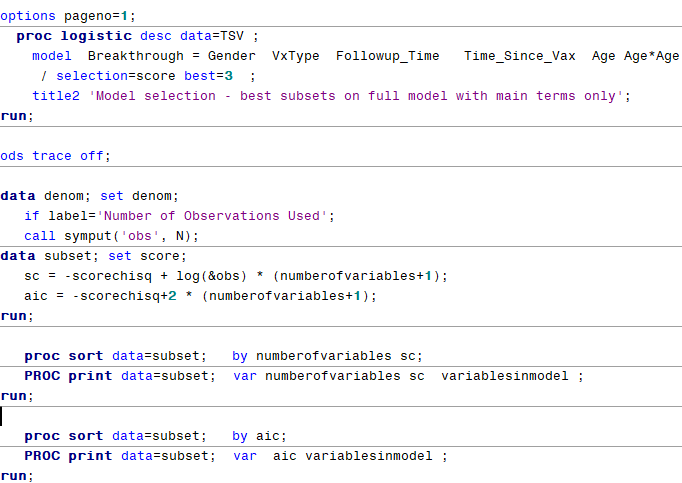 options pageno=1;
proc logistic desc data=TSV ;
model Breakthrough = Gender VxType Followup_Time Time_Since_Vax Age Age*Age
/ selection=score best=3 ;
title2 'Model selection - best subsets on full model with main terms only';
run;
ods trace off;
data denom; set denom;
if label='Number of Observations Used';
call symput('obs', N);
data subset; set score;
sc = -scorechisq + log(&obs) * (numberofvariables+1);
aic = -scorechisq+2 * (numberofvariables+1);
run;
proc sort data=subset; by numberofvariables sc;
PROC print data=subset; var numberofvariables sc variablesinmodel ;
run;
proc sort data=subset; by aic;
PROC print data=subset; var aic variablesinmodel ;
run;